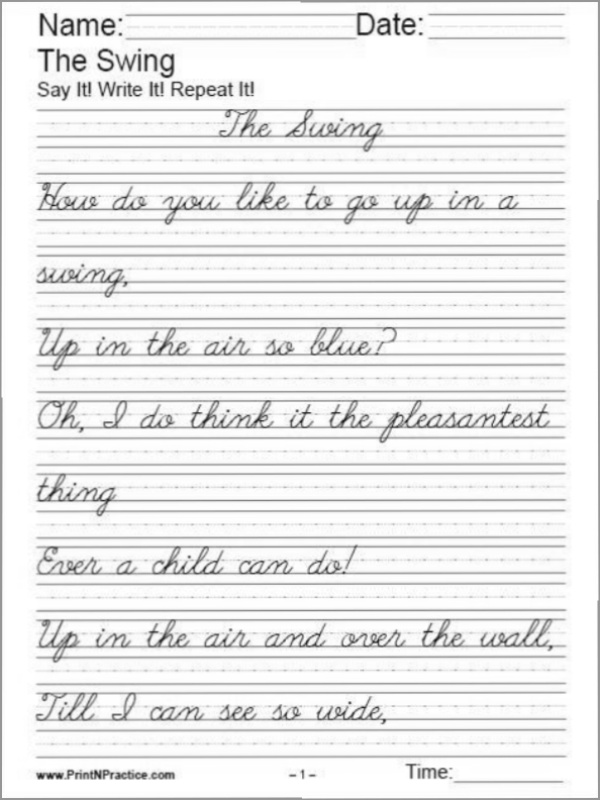 Name: Date:
The Swing
Say It! Write It! Repeat It!
The Swing
How do you like to go up in a
swing,
Up in the air so blue?
Oh, I do think it the pleasantest
thing
Ever a child can do!
Up in the air and over the wall,
Till I can see so wide,
www.PrintNPractice.com – 1 – Time: